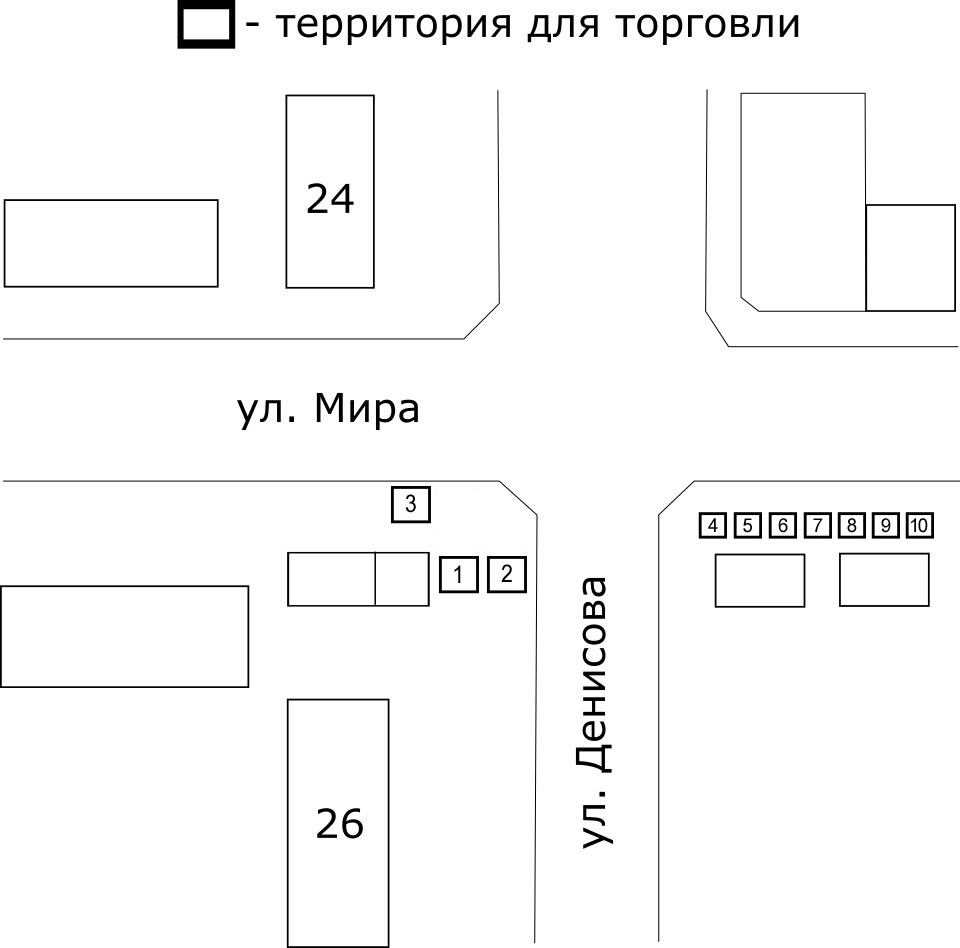 - территория для торговли
24
ул. Мира
3
1 2
4 5 6 7 8 9 10
ул. Денисова
26